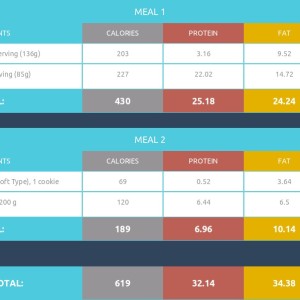 MEAL 1
NTS CALORIES PROTEIN FAT
erving (136g) 203 3.16 9.52
ving (85g) 227 22.02 14.72
L: 430 25.18 24.24
MEAL 2
NTS CALORIES PROTEIN FAT
oft Type), 1 cookie 69 0.52 3.64
200 g 120 6.44 6.5
L: 189 6.96 10.14
OTAL: 619 32.14 34.38